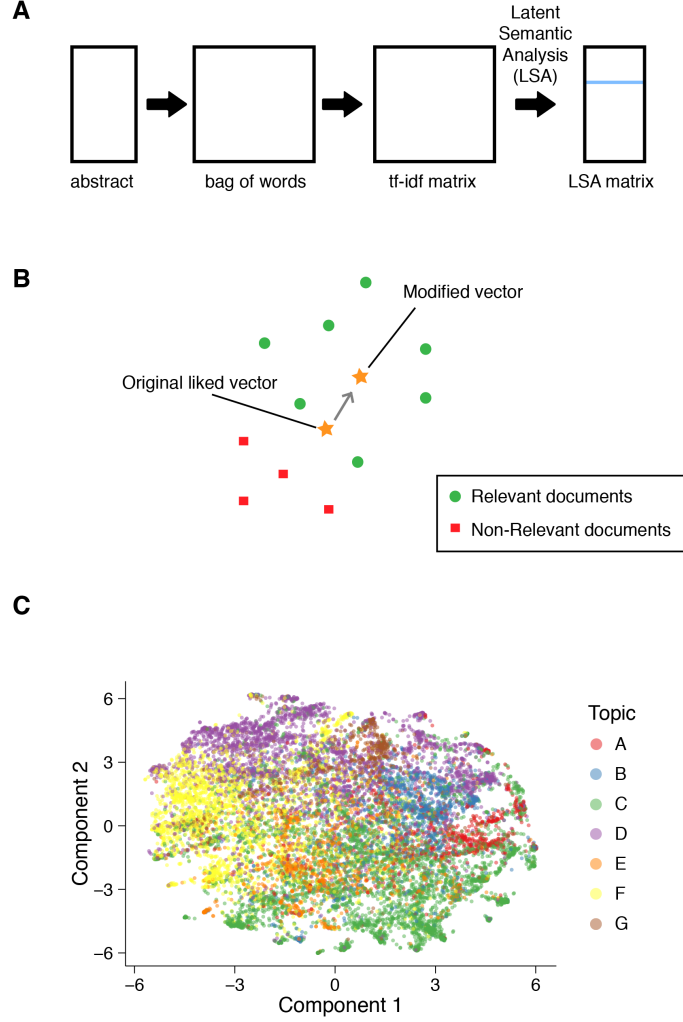 A
Latent
Semantic
Analysis
(LSA)
abstract
bag of words
tf-idf matrix
LSA matrix
B
Modified vector
Original liked vector
Relevant documents
Non-Relevant documents
C
Topic
A
B
C
D
E
F
G
Component 2
6
3
0
−3
−6
−6
−3
0
3
6
Component 1